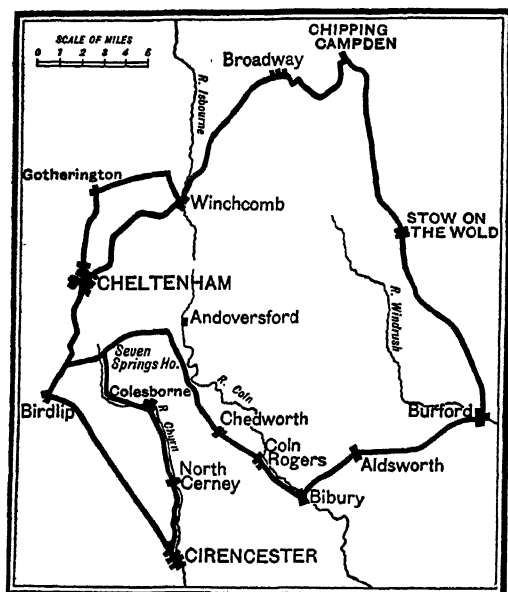 SCALE OF MILES
0 1 2 3 4 5
CHIPPING
CAMPDEN
Broadway
R. Isbourne
Gotherington
Winchcomb
STOW ON
THE WOLD
CHELTENHAM
R. Windrush
Andoversford
Seven
Springs Ho.
R. Coln
Colesborne
Birdlip
R. Churn
Chedworth
Burford
Coln
Rogers
Aldsworth
North
Cerney
Bibury
CIRENCESTER